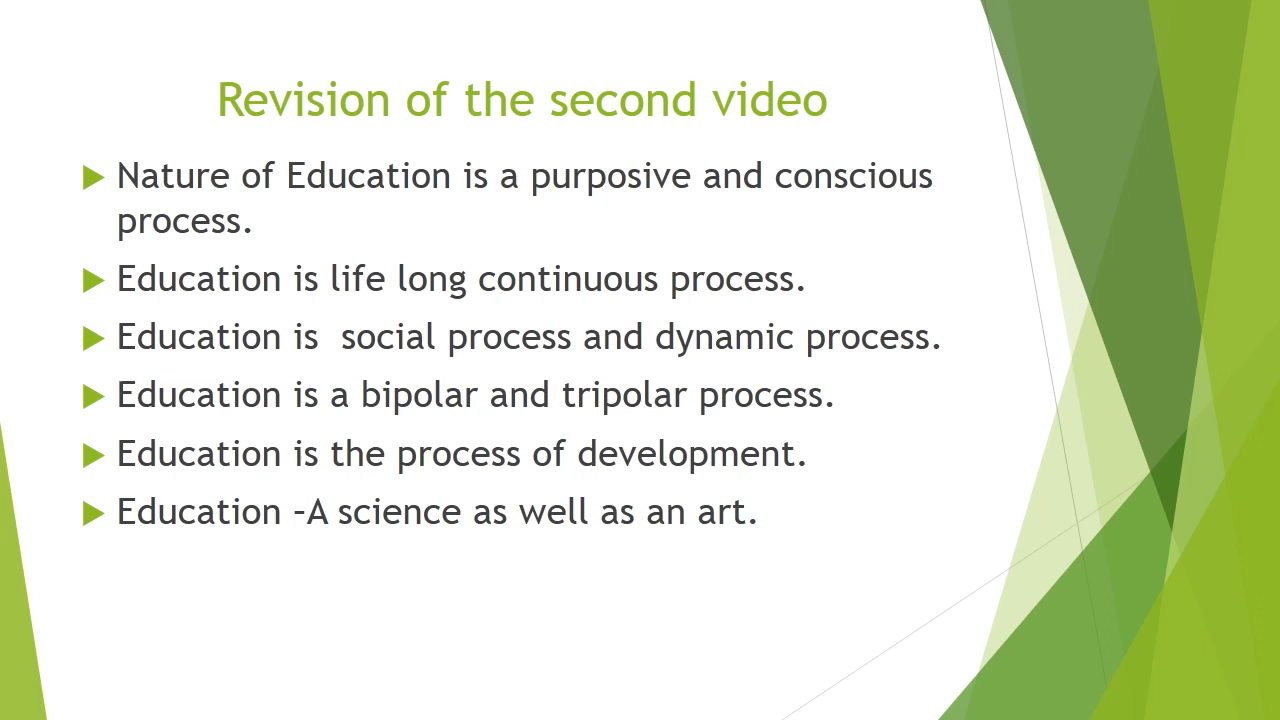 Revision of the second video
Nature of Education is a purposive and conscious
process.
Education is life long continuous process.
Education is  social process and dynamic process.
Education is a bipolar and tripolar process.
Education is the process of development.
Education –A science as well as an art.